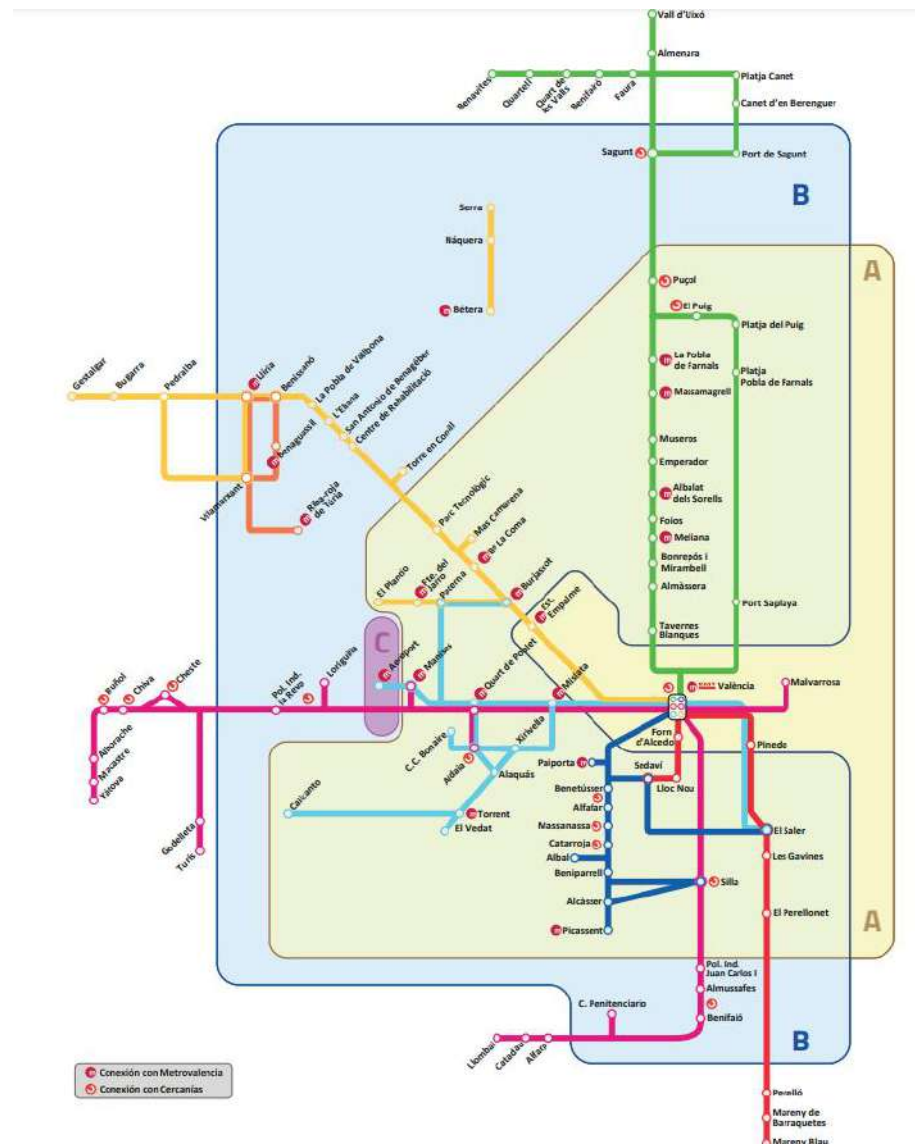 Vall d'Uixó
Almenara
Benavites
Quartell
Quart de
les Valls
Benifairó
Faura
Platja Canet
Canet d'en Berenguer
Sagunt
Port de Sagunt
B
Serra
Náquera
Bétera
A
Puçol
El Puig
Platja del Puig
La Pobla
de Farnals
Platja
Pobla de Farnals
Massamagrell
Museros
Emperador
Albalat
dels Sorells
Foios
Meliana
Bonrepòs i
Mirambell
Almàssera
Port Saplaya
Tavernes
Blanques
Gestalgar
Bugarra
Pedralba
Llíria
Benissanó
La Pobla de Vallbona
L'Eliana
San Antonio de Benagéber
Centre de Rehabilitació
Torre en Conill
Benaguasil
Vilamarxant
Riba-roja
de Túria
Parc Tecnològic
Mas Camarena
La Coma
Burjassot
El Plantío
Fte. del
Jarro
Paterna
Est.
Empalme
C
Aeroport
Manises
Quart de Poblet
Mislata
València
Malvarrosa
Buñol
Chiva
Cheste
Pol. Ind.
la Reva
Loriguilla
Alborache
Macastre
Yátova
Godelleta
Turís
C.C. Bonaire
Aldaia
Xirivella
Alaquàs
Calicanto
Torrent
El Vedat
Forn
d'Alcedo
Pinedo
Paiporta
Sedaví
Lloc Nou
Benetússer
Alfafar
Massanassa
Catarroja
Albal
Beniparrell
Alcàsser
Picassent
Silla
El Saler
Les Gavines
El Perellonet
A
Pol. Ind.
Juan Carlos I
Almussafes
Benifaió
C. Penitenciario
Llombai
Catadau
Alfarp
B
Perelló
Mareny de
Barraquetes
Mareny Blau
Conexión con Metrovalencia
Conexión con Cercanías